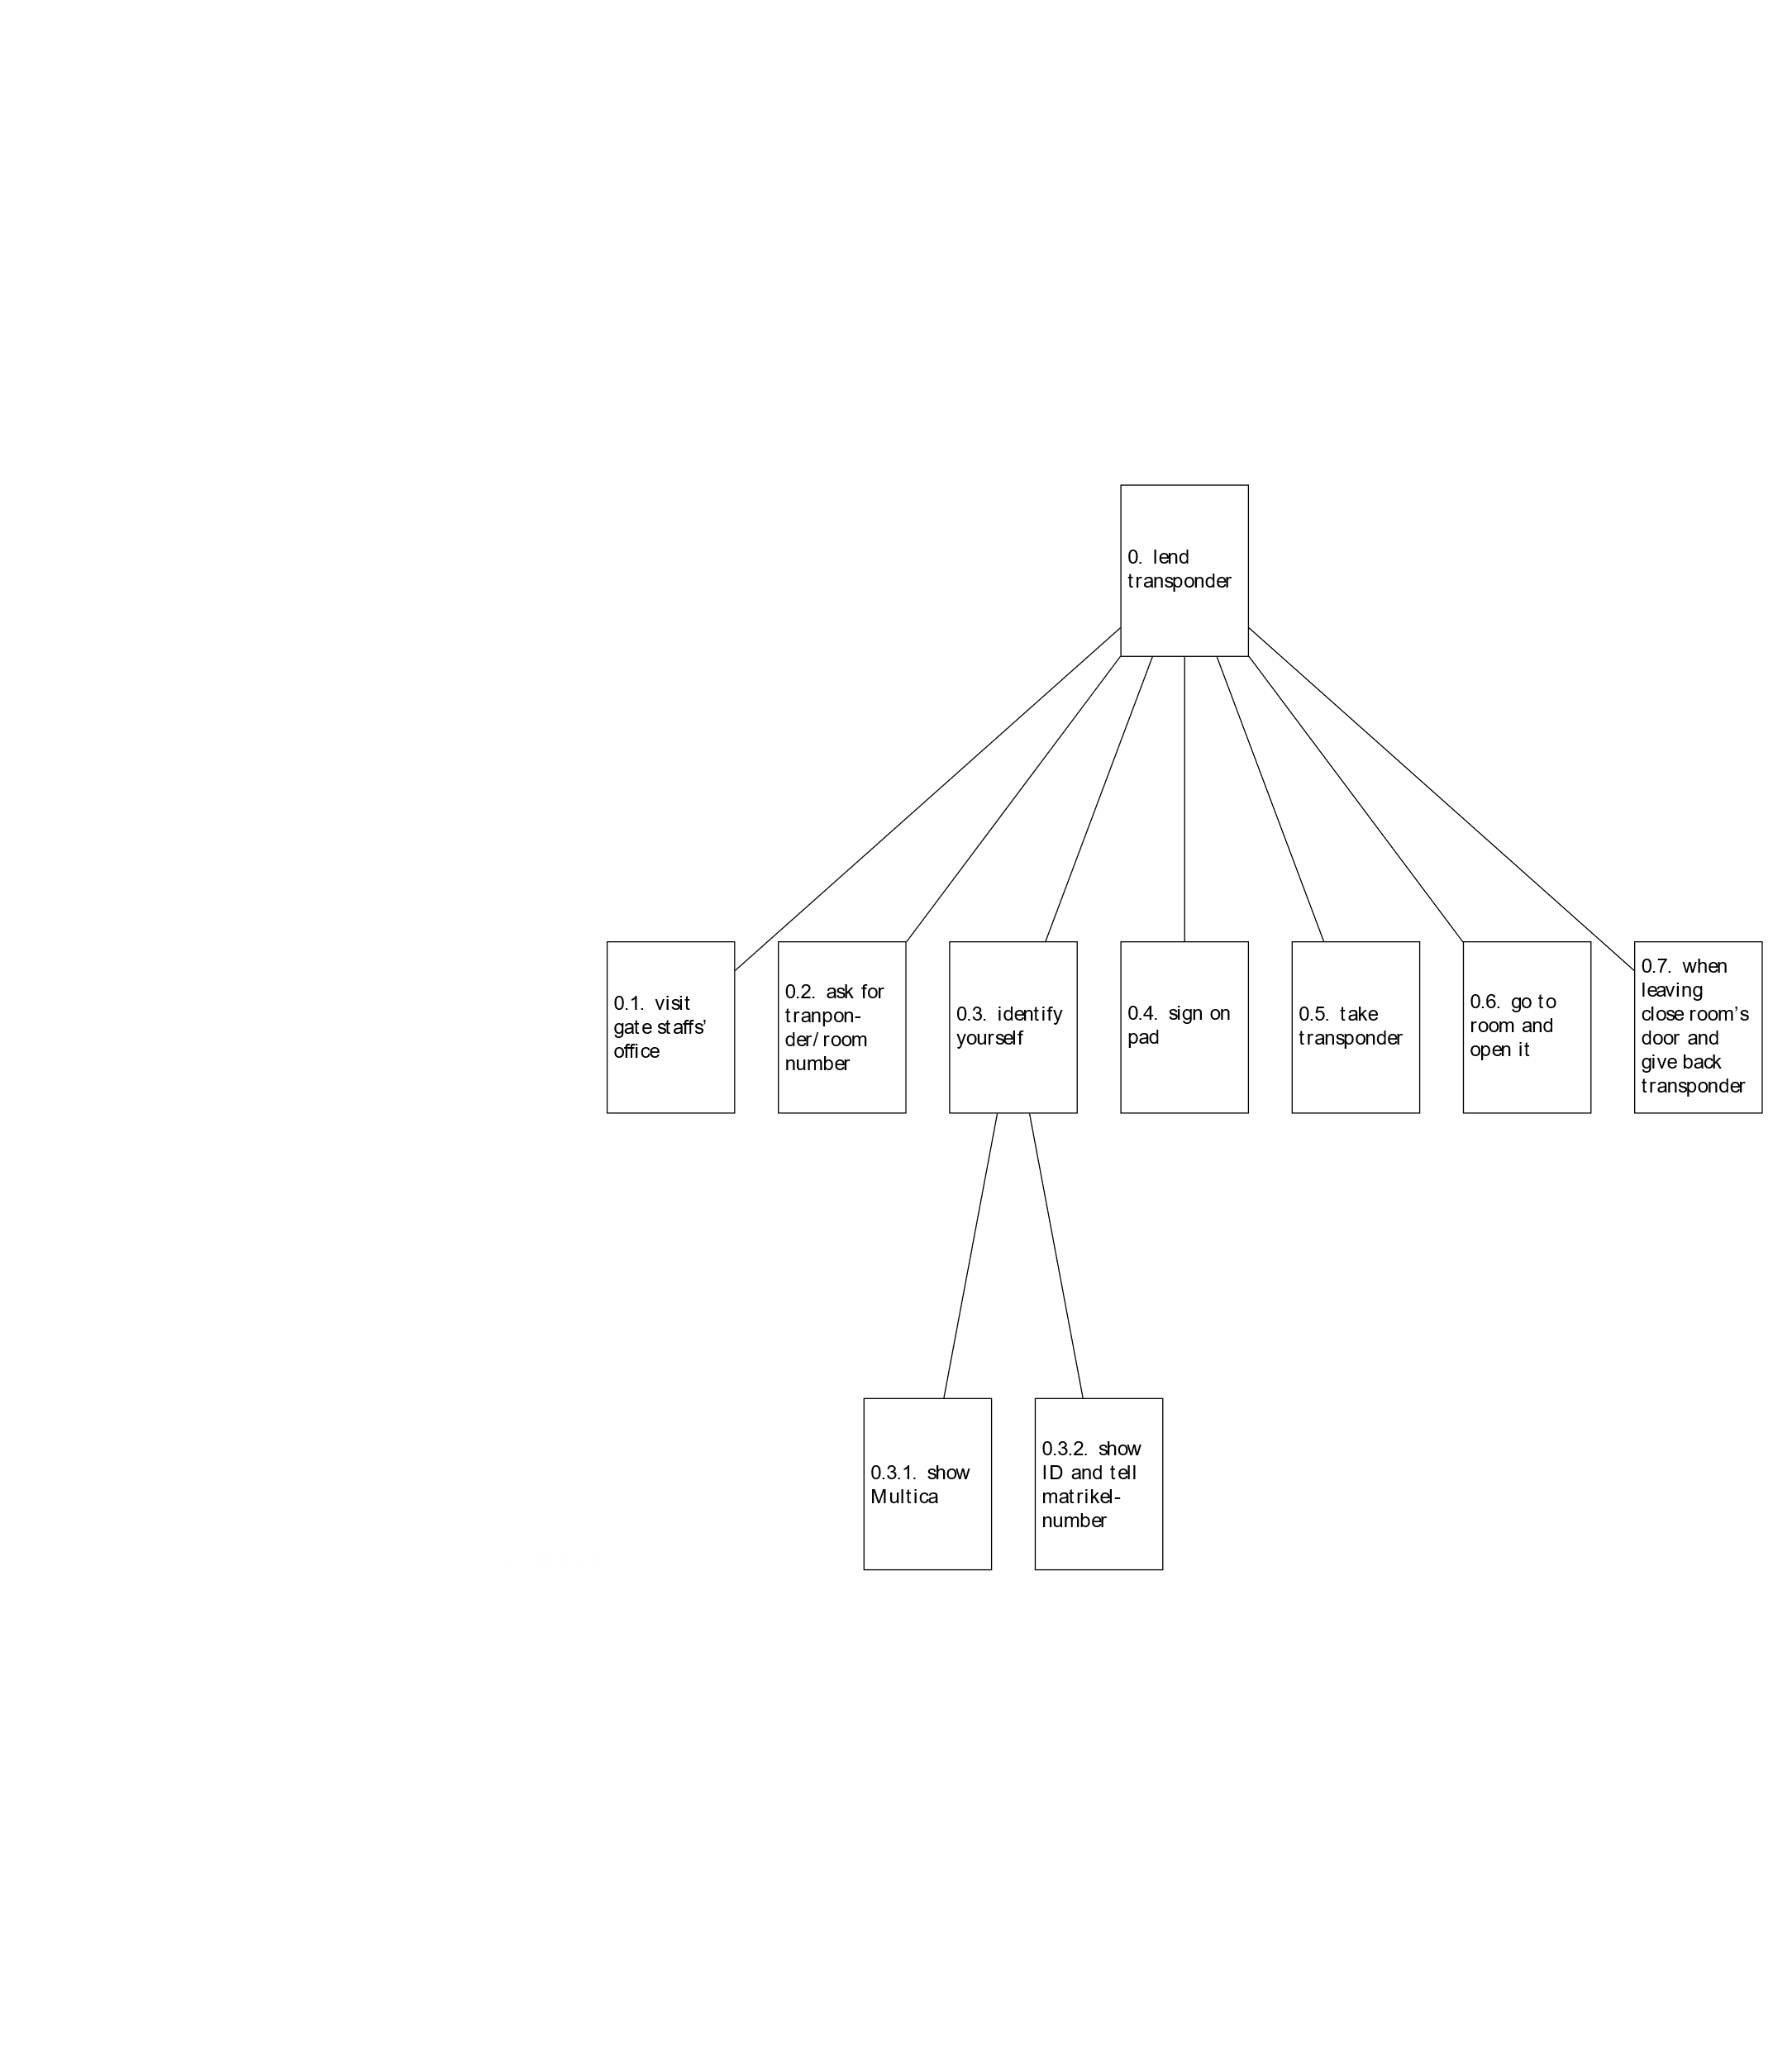 0. lend
transponder
0.1. visit
gate staffs’
office
0.2. ask for
tranpon-
der/room
number
0.3. identify
yourself
0.4. sign on
pad
0.5. take
transponder
0.6. go to
room and
open it
0.7. when
leaving
close room’s
door and
give back
transponder
0.3.1. show
Multica
0.3.2. show
ID and tell
matrikel-
number